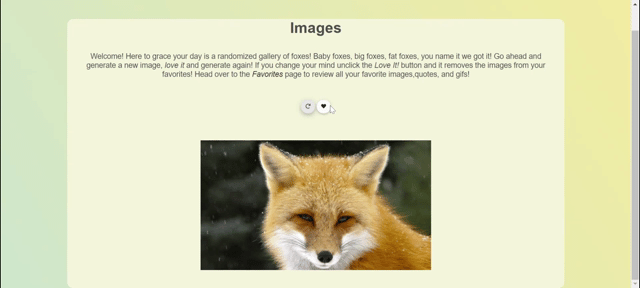 Images
Welcome! Here to grace your day is a randomized gallery of foxes! Baby foxes, big foxes, fat foxes, you name it we got it! Go ahead and
generate a new image, love it and generate again! If you change your mind unclick the Love It! button and it removes the images from your
favorites! Head over to the Favorites page to review all your favorite images,quotes, and gifs!